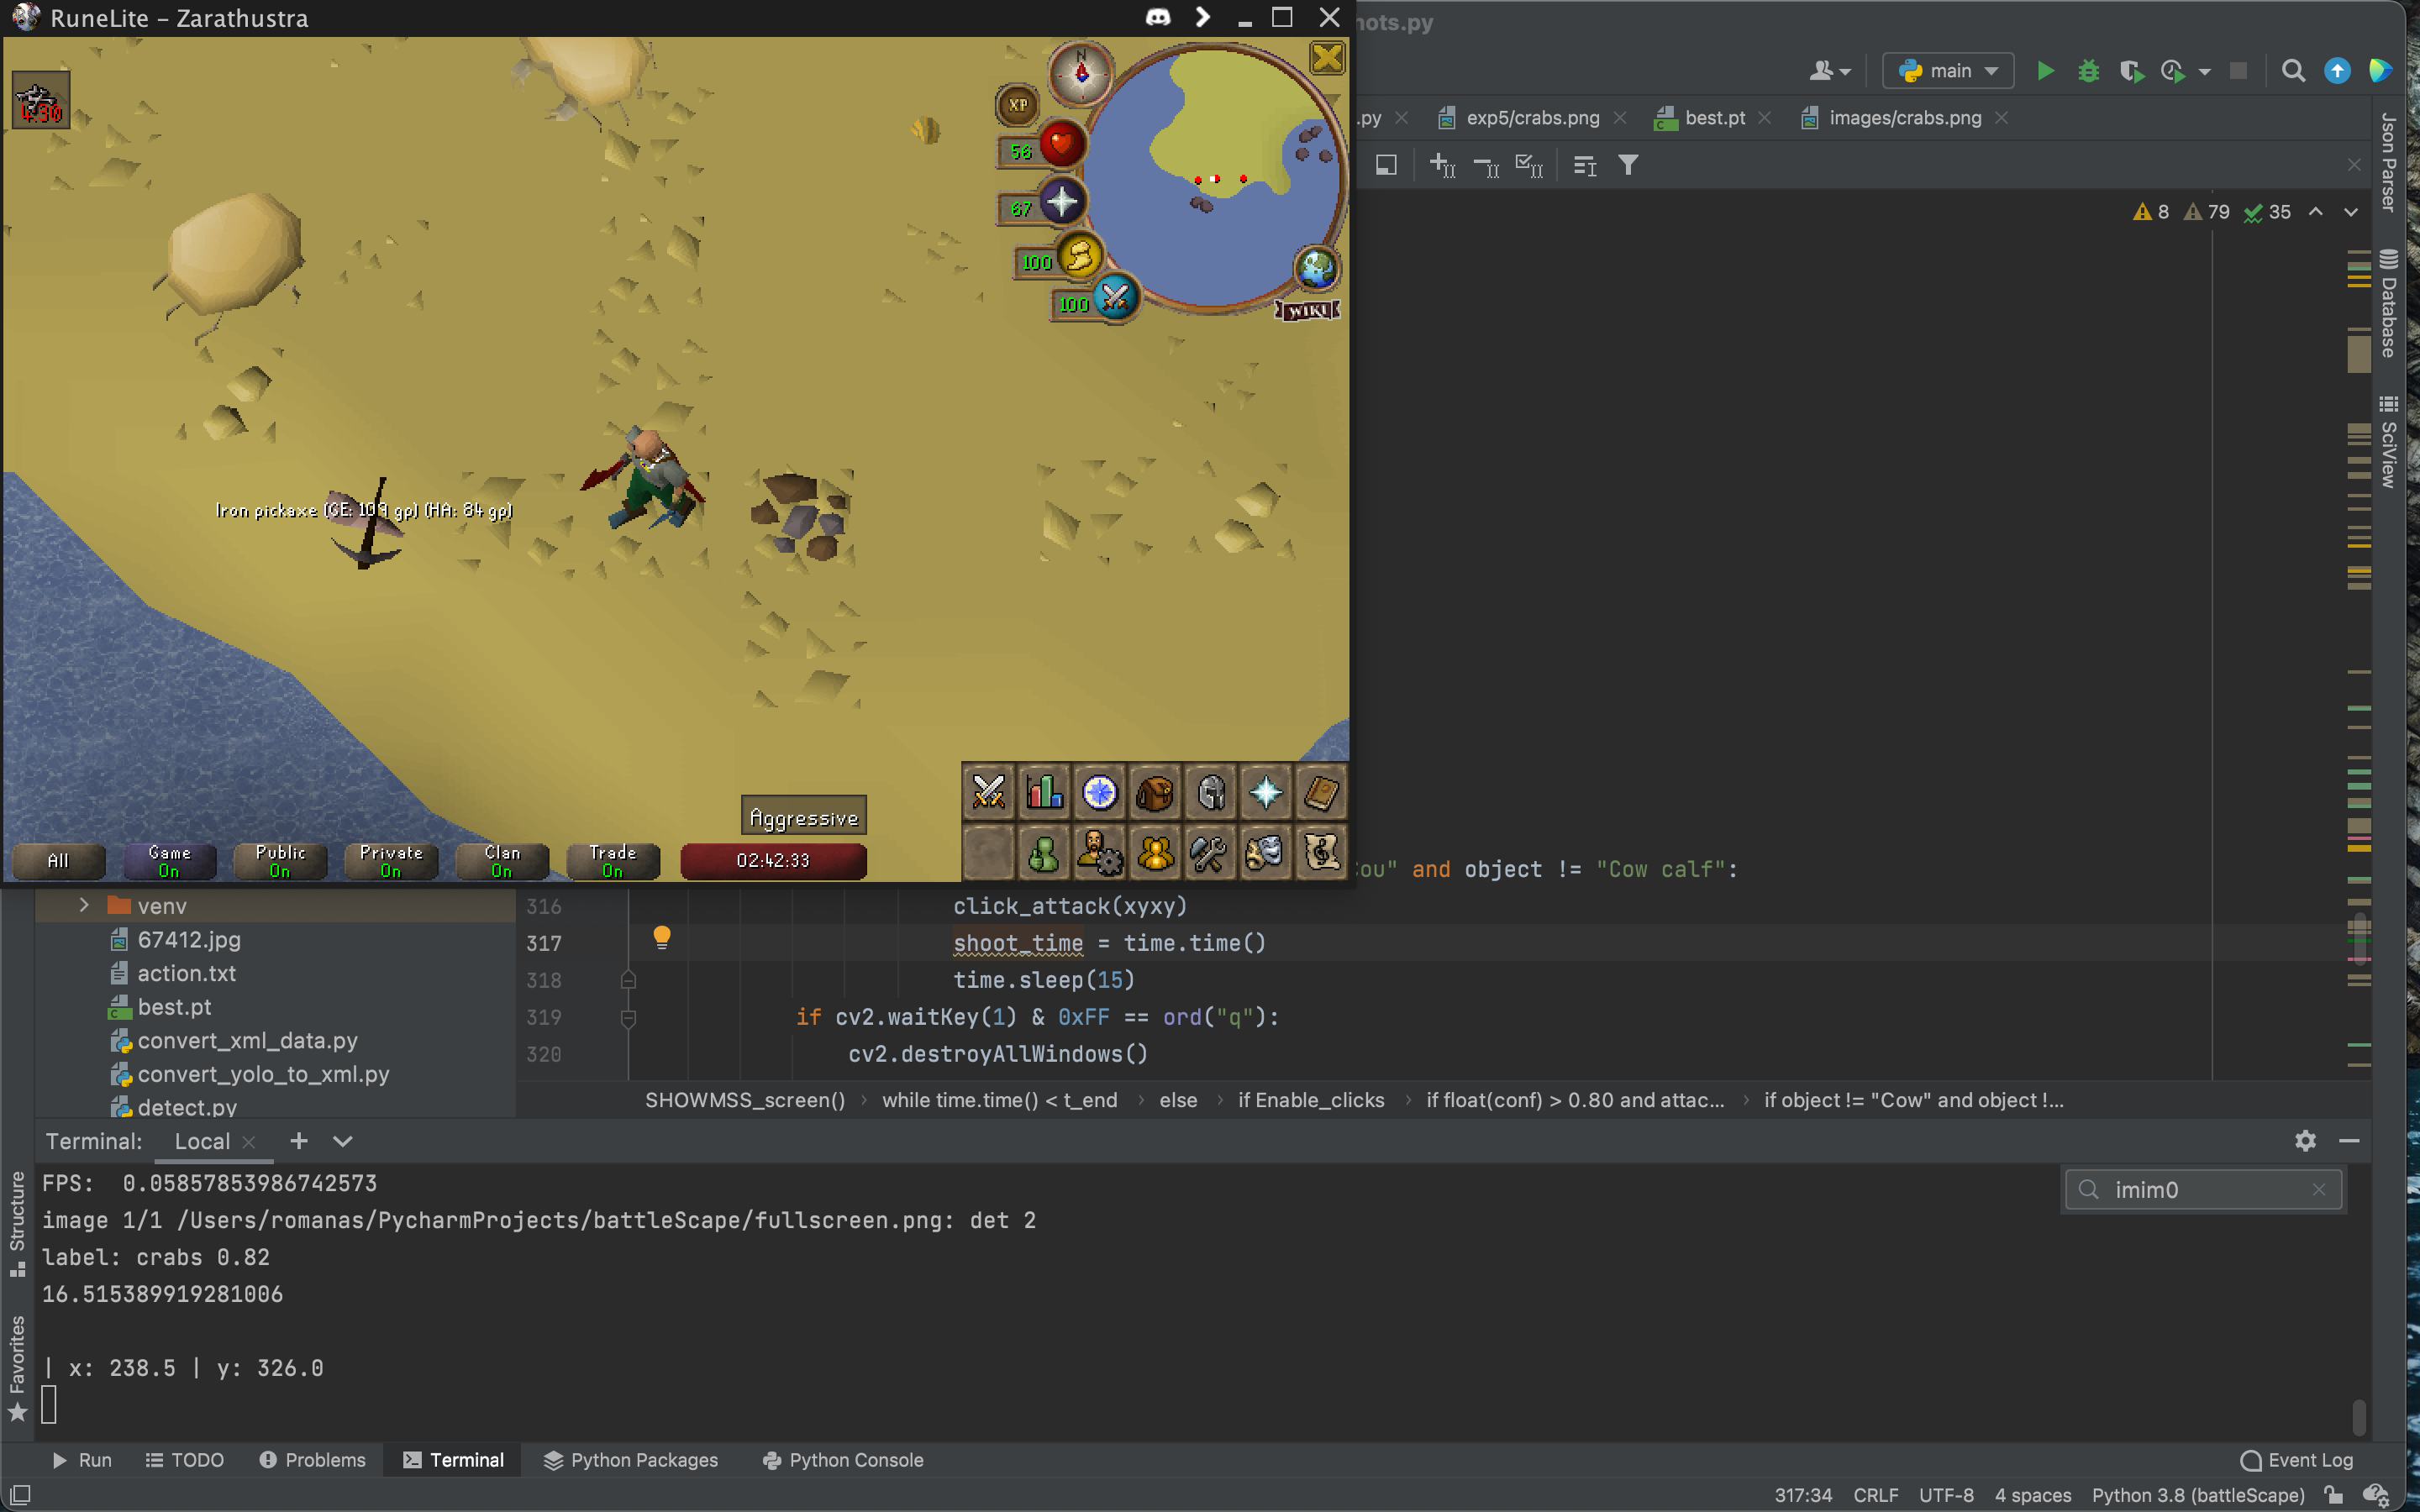 RuneLite - Zarathustra
4:30
N
XP
56
67
100
100
WIKI
Iron pickaxe (GE: 109 gp) (HA: 84 gp)
Aggressive
All
Game
On
Public
On
Private
On
Clan
On
Trade
On
02:42:33
hots.py
main
.py
exp5/crabs.png
best.pt
images/crabs.png
8
79
35
Json Parser
Database
SciView
Cou" and object != "Cow calf":
316
click_attack(xyxy)
317
shoot_time = time.time()
318
time.sleep(15)
319
if cv2.waitKey(1) & 0xFF == ord("q"):
320
cv2.destroyAllWindows()
venv
67412.jpg
action.txt
best.pt
convert_xml_data.py
convert_yolo_to_xml.py
detect.py
SHOWMSS_screen()
while time.time() < t_end
else
if Enable_clicks
if float(conf) > 0.80 and attac...
if object != "Cow" and object !...
Terminal:
Local
FPS: 0.05857853986742573
image 1/1 /Users/romanas/PycharmProjects/battleScape/fullscreen.png: det 2
label: crabs 0.82
16.515389919281006
| x: 238.5 | y: 326.0
imim0
Structure
Favorites
Run
TODO
Problems
Terminal
Python Packages
Python Console
Event Log
317:34
CRLF
UTF-8
4 spaces
Python 3.8 (battleScape)